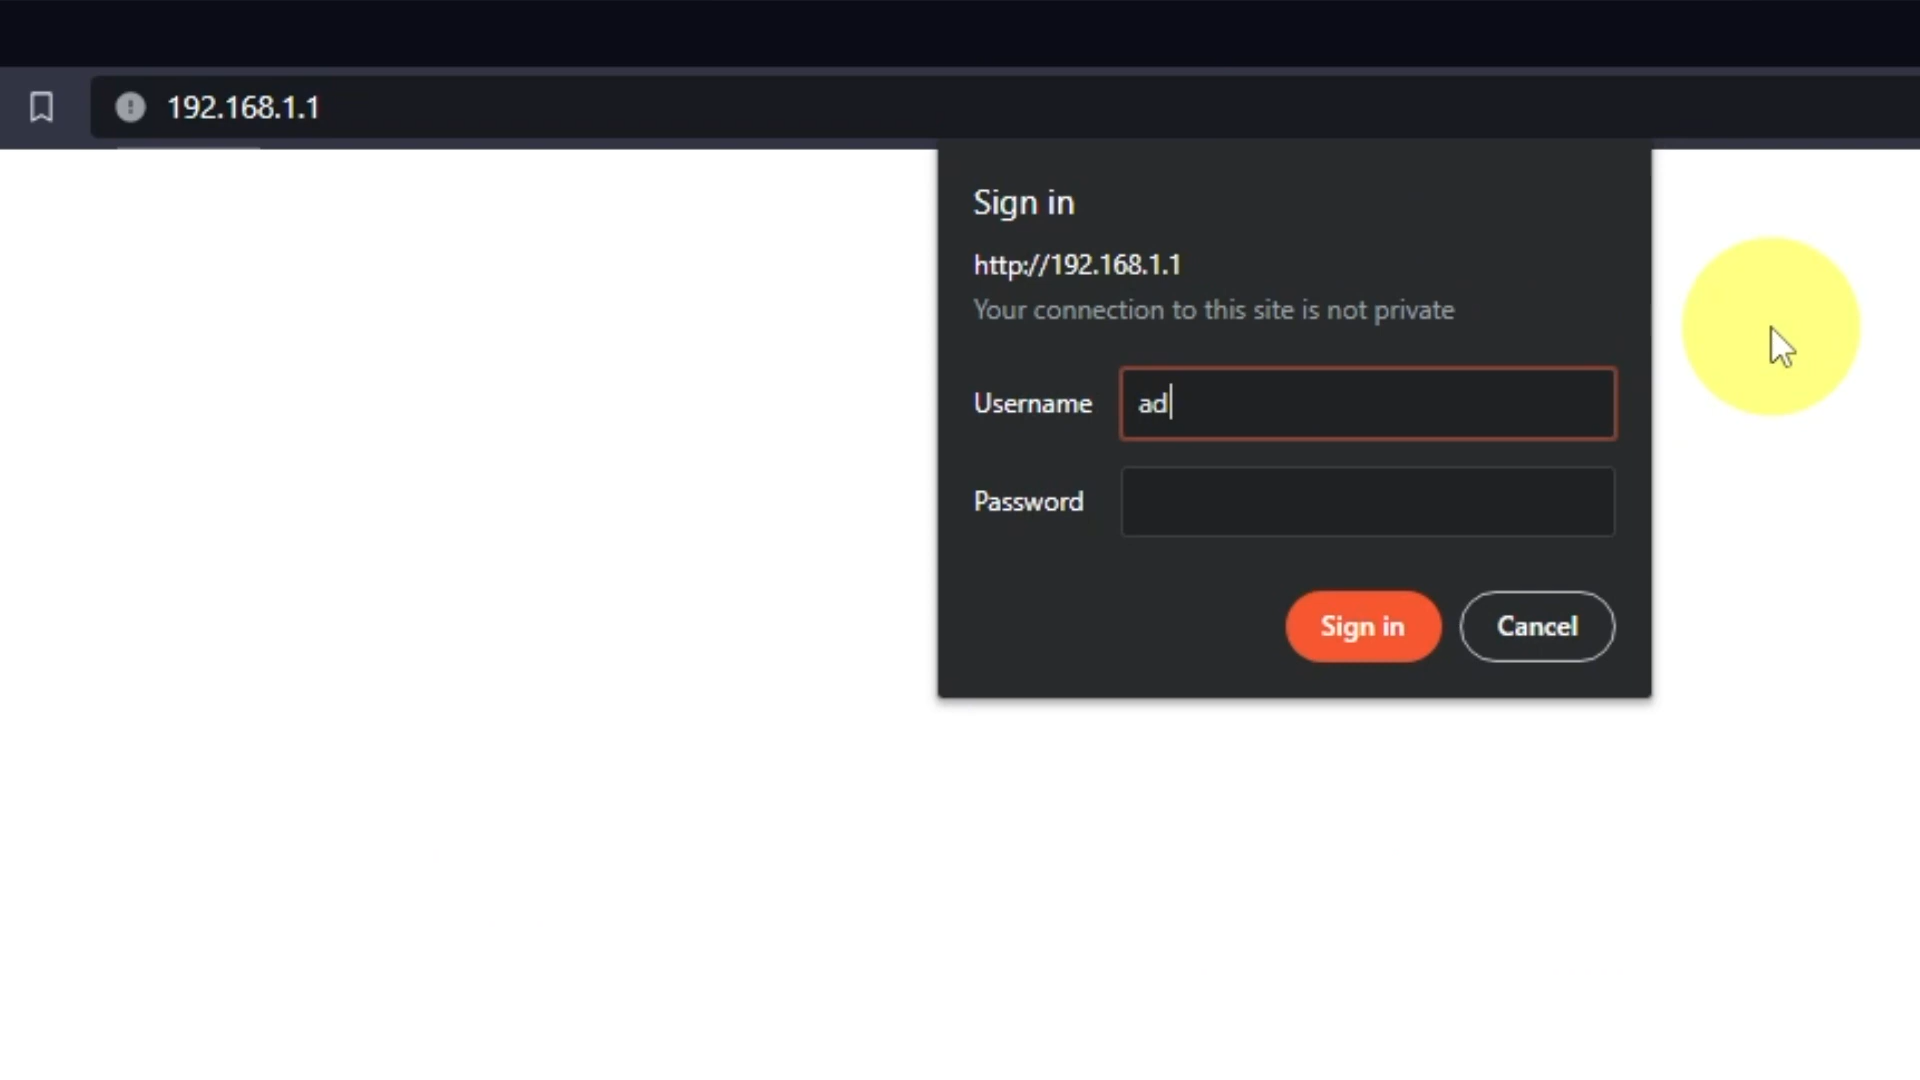 192.168.1.1
Sign in
http://192.168.1.1
Your connection to this site is not private
Username ad
Password
Sign in Cancel